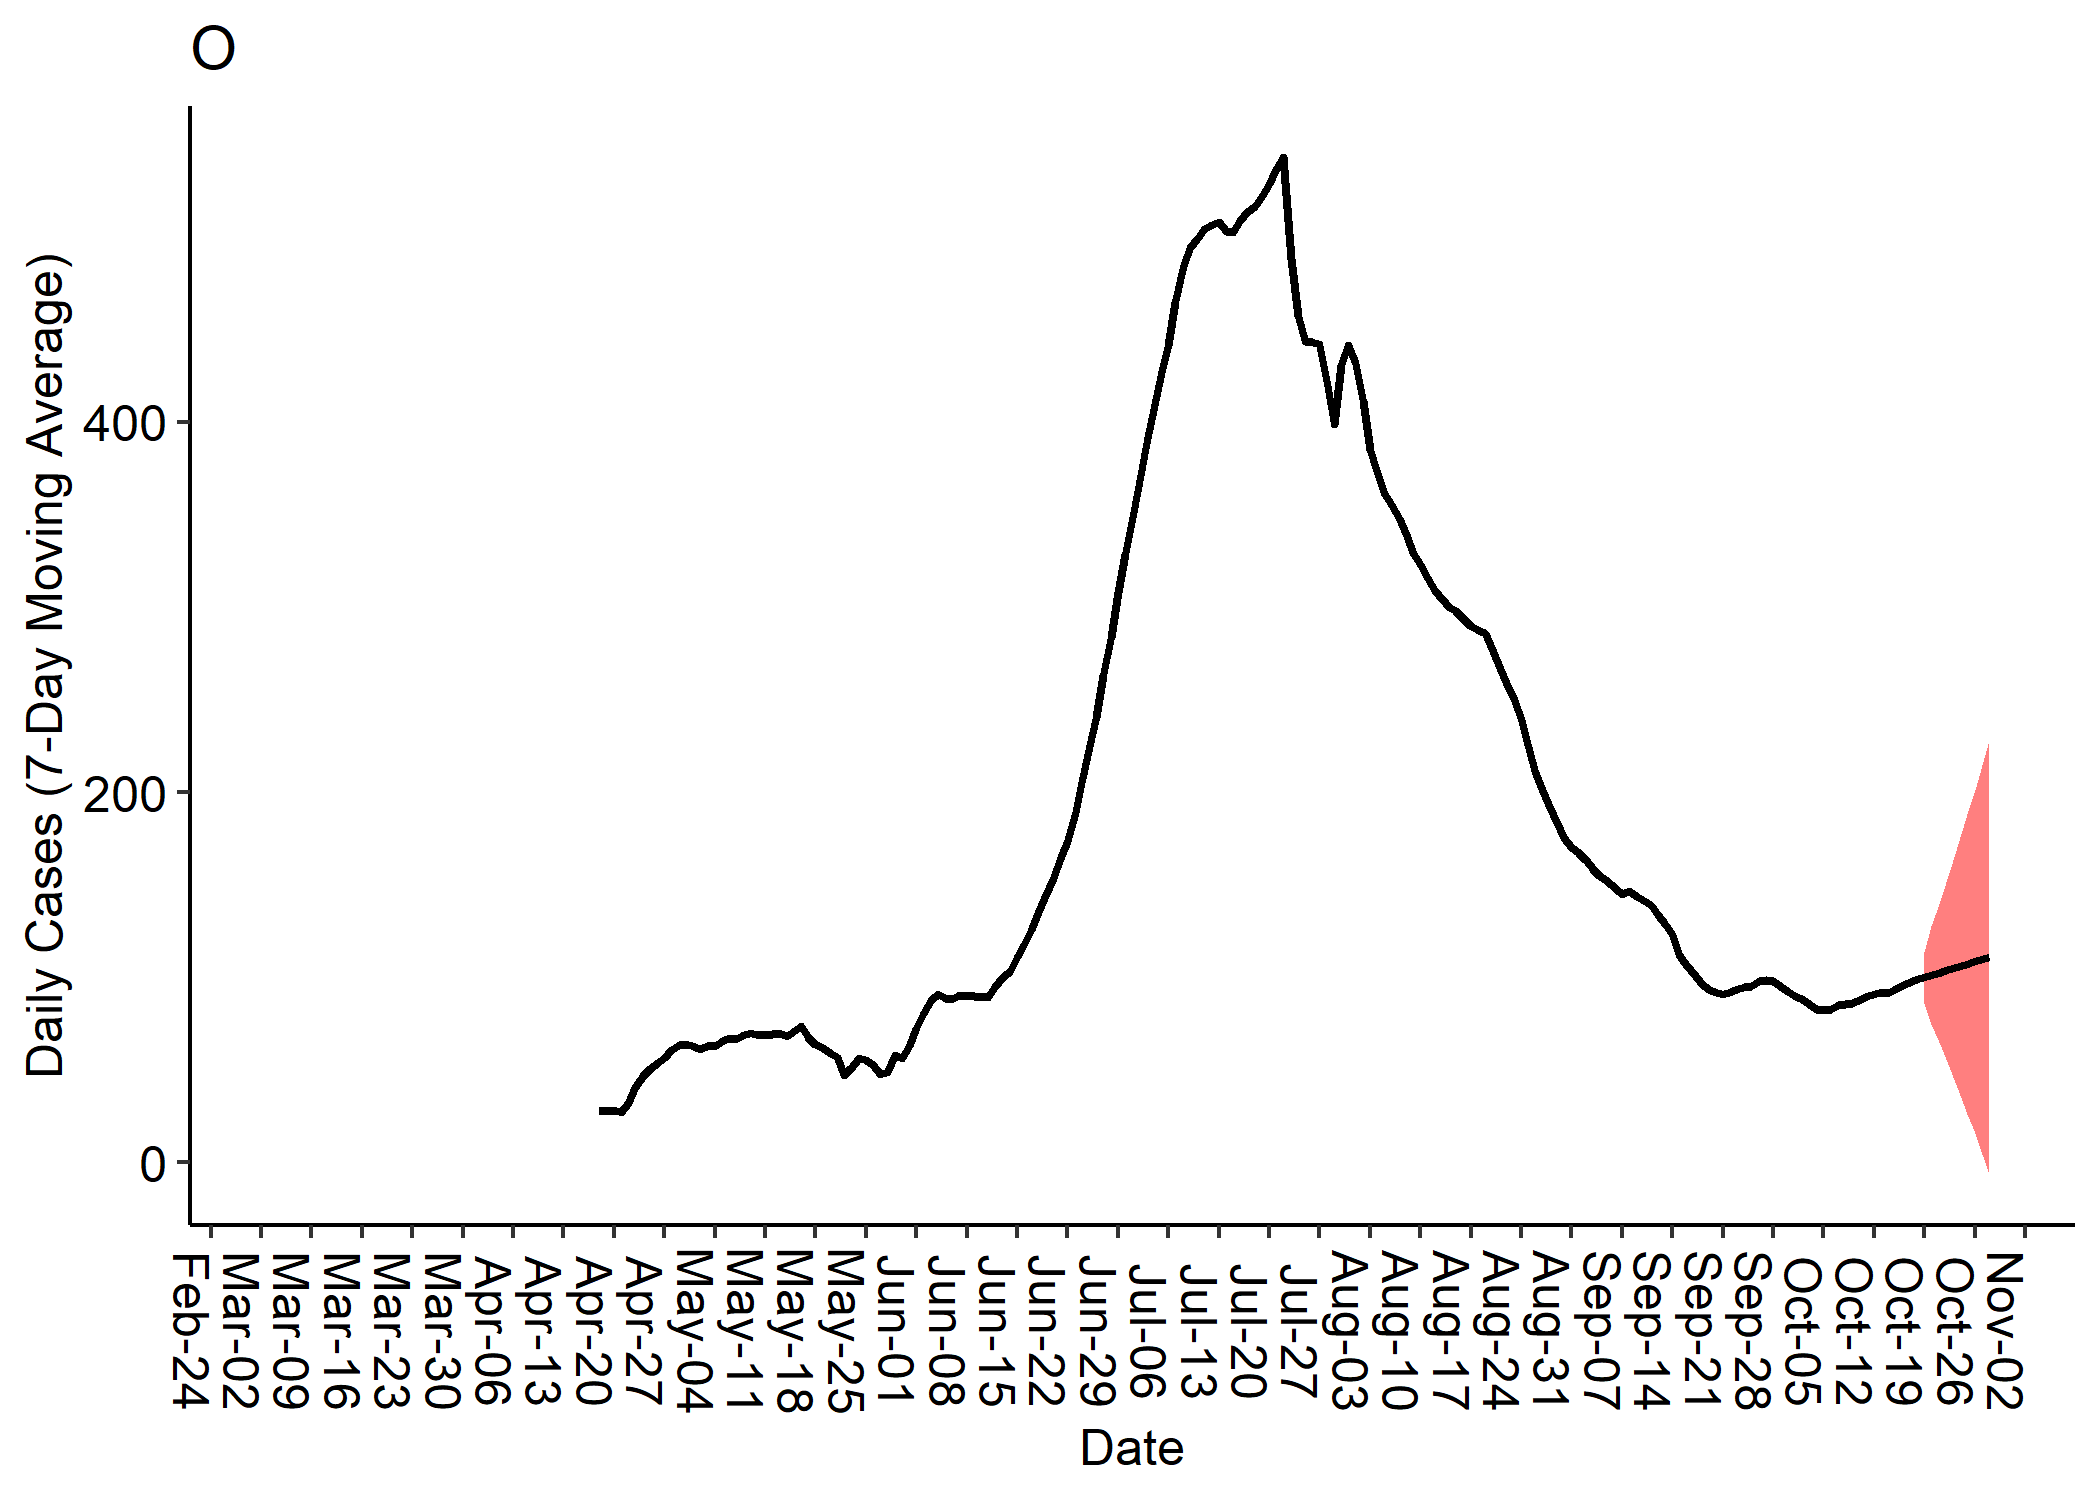 O
Daily Cases (7-Day Moving Average)
400
200
0
Feb-24
Mar-02
Mar-09
Mar-16
Mar-23
Mar-30
Apr-06
Apr-13
Apr-20
Apr-27
May-04
May-11
May-18
May-25
Jun-01
Jun-08
Jun-15
Jun-22
Jun-29
Jul-06
Jul-13
Jul-20
Jul-27
Aug-03
Aug-10
Aug-17
Aug-24
Aug-31
Sep-07
Sep-14
Sep-21
Sep-28
Oct-05
Oct-12
Oct-19
Oct-26
Nov-02
Date